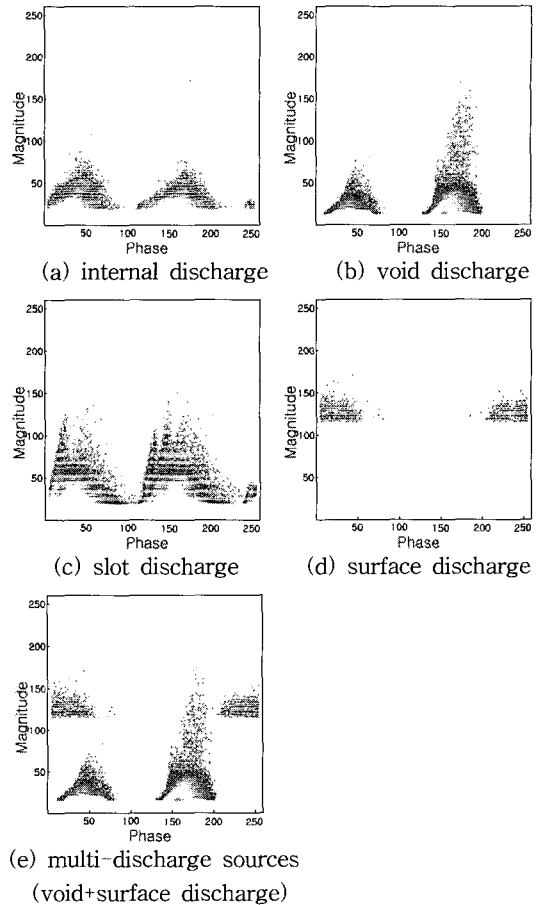 250
200
150
100
50
Magnitude
50 100 150 200 250
Phase
(a) internal discharge
250
200
150
100
50
Magnitude
50 100 150 200 250
Phase
(b) void discharge
250
200
150
100
50
Magnitude
50 100 150 200 250
Phase
(c) slot discharge
250
200
150
100
50
Magnitude
50 100 150 200 250
Phase
(d) surface discharge
250
200
150
100
50
Magnitude
50 100 150 200 250
Phase
(e) multi-discharge sources
(void+surface discharge)